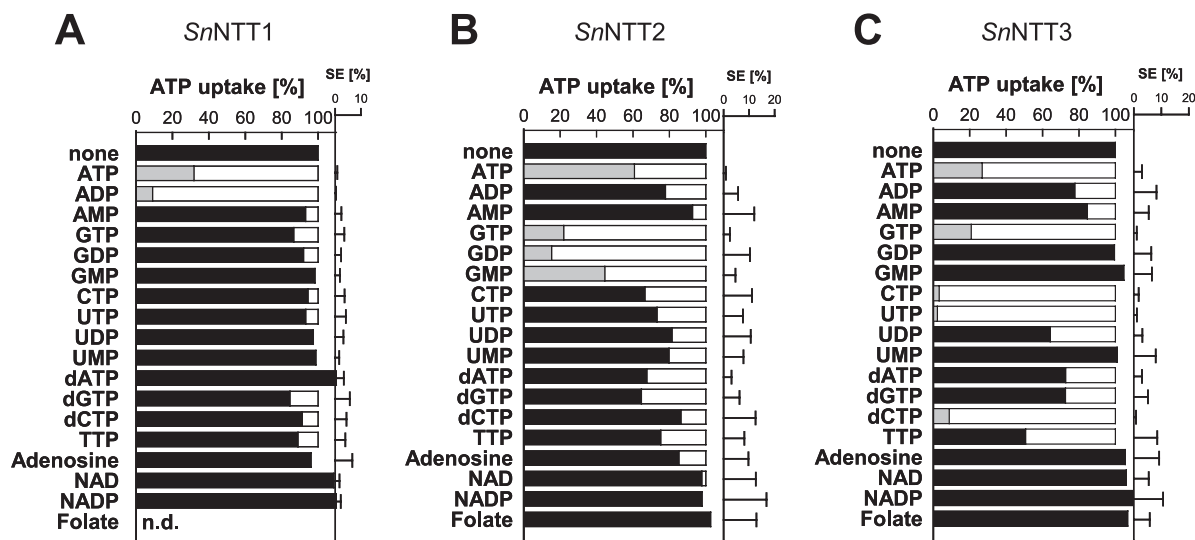 A SnNTT1
ATP uptake [%]
SE [%]
0 20 40 60 80 100 0 10
none
ATP
ADP
AMP
GTP
GDP
GMP
CTP
UTP
UDP
UMP
dATP
dGTP
dCTP
TTP
Adenosine
NAD
NADP
Folate n.d.
B SnNTT2
ATP uptake [%]
SE [%]
0 20 40 60 80 100 0 10 20
none
ATP
ADP
AMP
GTP
GDP
GMP
CTP
UTP
UDP
UMP
dATP
dGTP
dCTP
TTP
Adenosine
NAD
NADP
Folate
C SnNTT3
ATP uptake [%]
SE [%]
0 20 40 60 80 100 0 10 20
none
ATP
ADP
AMP
GTP
GDP
GMP
CTP
UTP
UDP
UMP
dATP
dGTP
dCTP
TTP
Adenosine
NAD
NADP
Folate